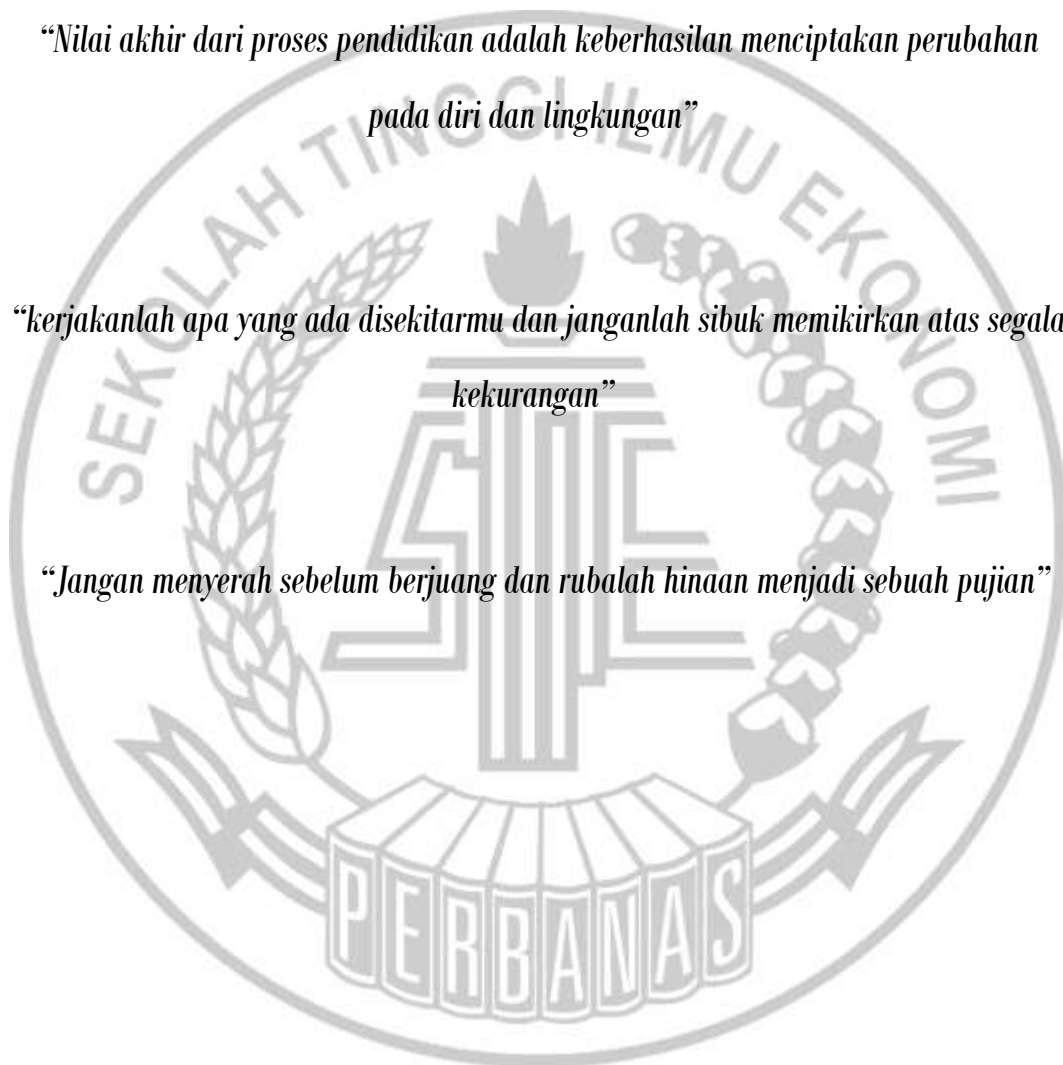 “Nilai akhir dari proses pendidikan adalah keberhasilan menciptakan perubahan
pada diri dan lingkungan”
SEKOLAH TINGGI ILMU EKONOMI
“kerjakanlah apa yang ada disekitarmu dan janganlah sibuk memikirkan atas segala
kekurangan”
“Jangan menyerah sebelum berjuang dan rubalah hinaan menjadi sebuah pujian”
PERBANAS